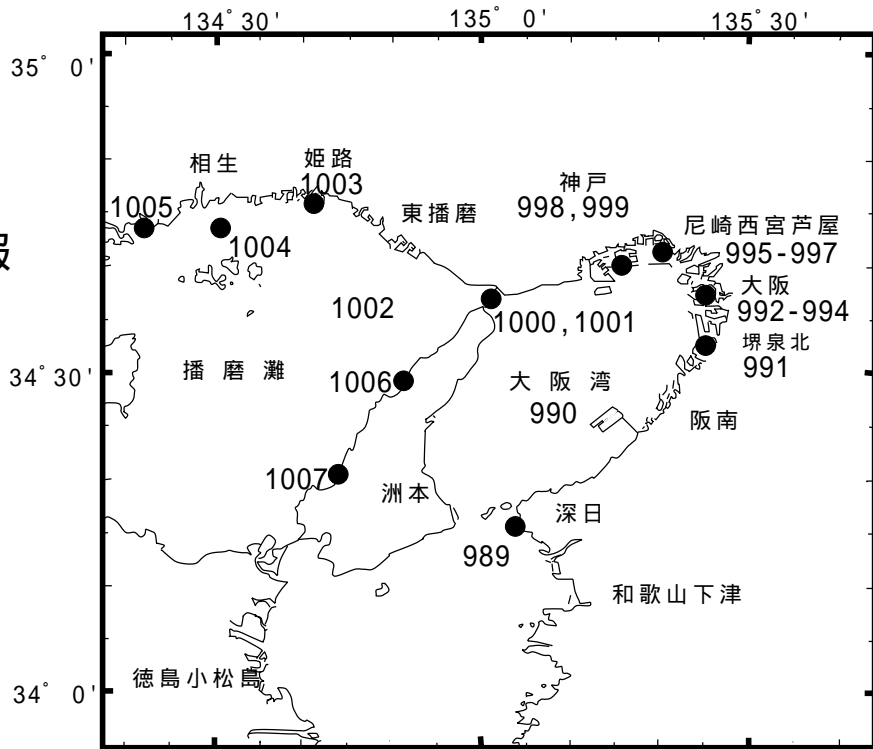 134° 30' 135° 0' 135° 30'
35° 0'
相生 姫路
1003
神戸
998,999
1005
東播磨
尼崎西宮芦屋
995-997
1004
報
大阪
992-994
1002
1000,1001
堺泉北
991
34° 30'
播磨灘
1006
大阪湾
990
阪南
1007
洲本
深日
989
和歌山下津
徳島小松島
34° 0'